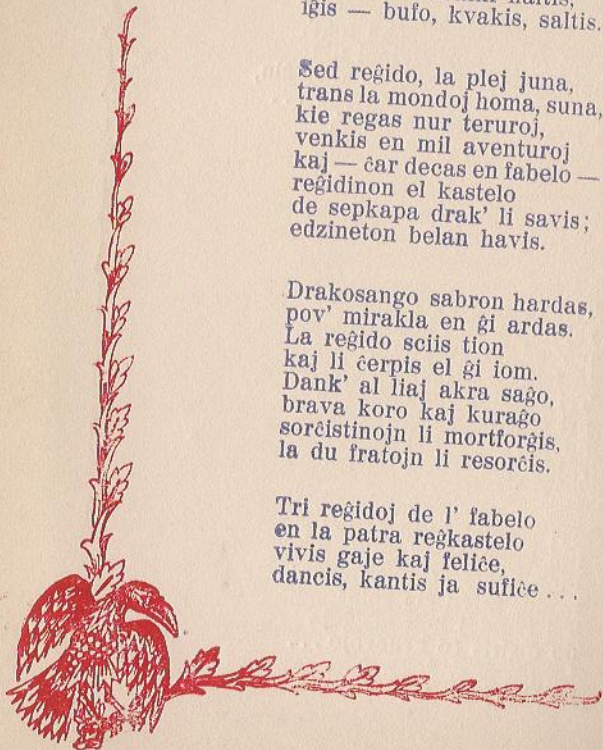 iĝis — bufo, kvakis, saltis.
Sed reĝido, la plej juna,
trans la mondoj homa, suna,
kie regas nur teruroj,
venkis en mil aventuroj
kaj — ĉar decas en fabelo —
reĝidinon el kastelo
de sepkapa drak' li savis;
edzineton belan havis.
Drakosango sabron hardas,
pov' mirakla en ĝi ardas.
La reĝido sciis tion
kaj li ĉerpis el ĝi iom.
Dank' al liaj akra saĝo,
brava koro kaj kuraĝo
sorĉistinojn li mortforĝis,
la du fratojn li resorĉis.
Tri reĝidoj de l' fabelo
en la patra reĝkastelo
vivis gaje kaj feliĉe,
dancis, kantis ja sufiĉe ...